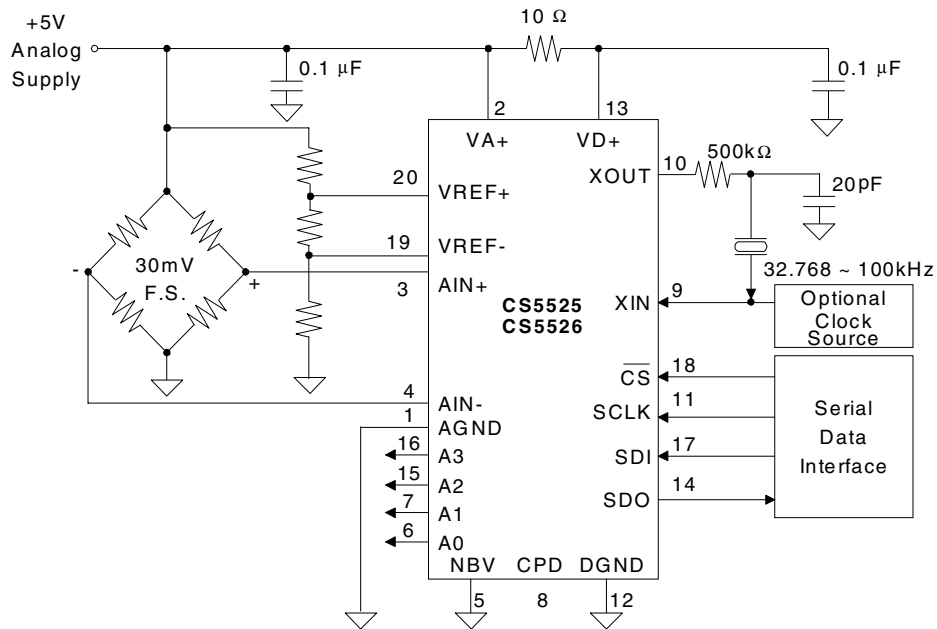 +5V
Analog
Supply
10 Ω
0.1 µF
0.1 µF
2
13
VA+
VD+
20
VREF+
19
VREF-
3
AIN+
30mV
F.S.
-
+
CS5525
CS5526
XOUT
10
500kΩ
20pF
32.768 ~ 100kHz
XIN
9
Optional
Clock
Source
CS
18
SCLK
11
SDI
17
SDO
14
Serial
Data
Interface
4
AIN-
1
AGND
16
A3
15
A2
7
A1
6
A0
NBV
CPD
DGND
5
8
12